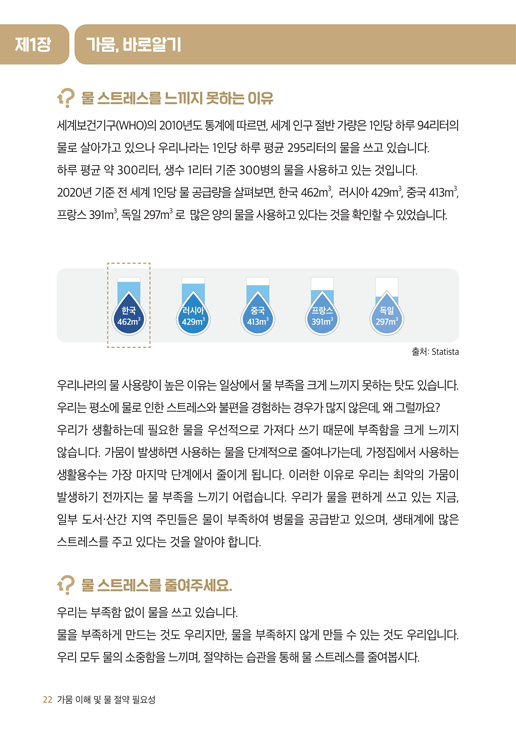 제1장
가뭄, 바로알기
물 스트레스를 느끼지 못하는 이유
세계보건기구(WHO)의 2010년도 통계에 따르면, 세계 인구 절반 가량은 1인당 하루 94리터의
물로 살아가고 있으나 우리나라는 1인당 하루 평균 295리터의 물을 쓰고 있습니다.
하루 평균 약 300리터, 생수 1리터 기준 300병의 물을 사용하고 있는 것입니다.
2020년 기준 전 세계 1인당 물 공급량을 살펴보면, 한국 462m³, 러시아 429m³, 중국 413m³,
프랑스 391m³, 독일 297m³ 로 많은 양의 물을 사용하고 있다는 것을 확인할 수 있었습니다.
한국
462m³
러시아
429m³
중국
413m³
프랑스
391m³
독일
297m³
출처: Statista
우리나라의 물 사용량이 높은 이유는 일상에서 물 부족을 크게 느끼지 못하는 탓도 있습니다.
우리는 평소에 물로 인한 스트레스와 불편을 경험하는 경우가 많지 않은데, 왜 그럴까요?
우리가 생활하는데 필요한 물을 우선적으로 가져다 쓰기 때문에 부족함을 크게 느끼지
않습니다. 가뭄이 발생하면 사용하는 물을 단계적으로 줄여나가는데, 가정집에서 사용하는
생활용수는 가장 마지막 단계에서 줄이게 됩니다. 이러한 이유로 우리는 최악의 가뭄이
발생하기 전까지는 물 부족을 느끼기 어렵습니다. 우리가 물을 편하게 쓰고 있는 지금,
일부 도서·산간 지역 주민들은 물이 부족하여 병물을 공급받고 있으며, 생태계에 많은
스트레스를 주고 있다는 것을 알아야 합니다.
물 스트레스를 줄여주세요.
우리는 부족함 없이 물을 쓰고 있습니다.
물을 부족하게 만드는 것도 우리지만, 물을 부족하지 않게 만들 수 있는 것도 우리입니다.
우리 모두 물의 소중함을 느끼며, 절약하는 습관을 통해 물 스트레스를 줄여봅시다.
22 가뭄 이해 및 물 절약 필요성